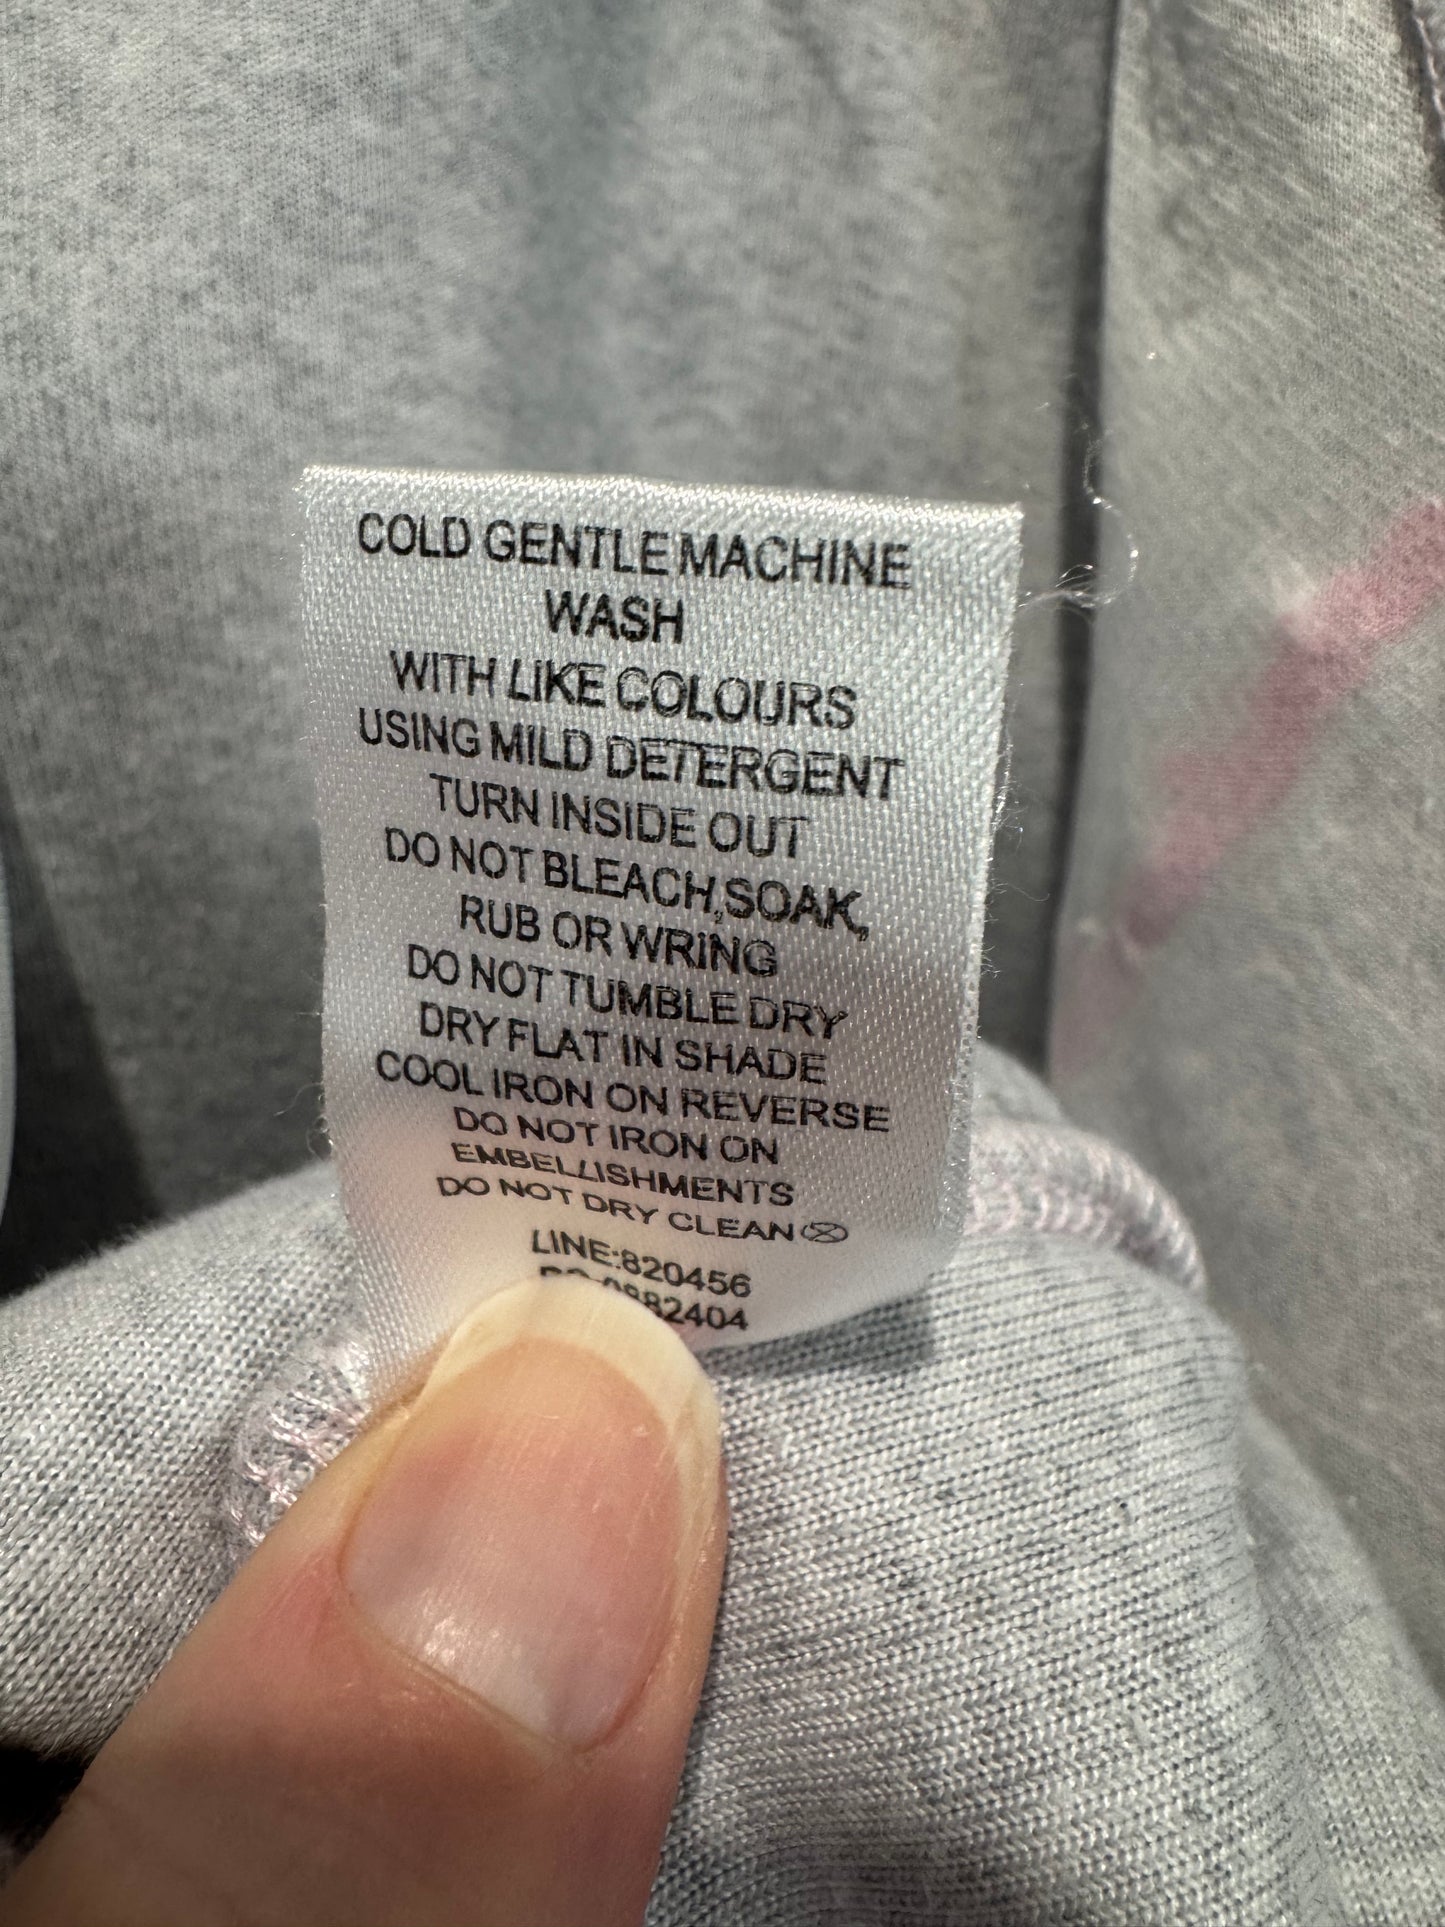 COLD GENTLE MACHINE
WASH
WITH LIKE COLOURS
USING MILD DETERGENT
TURN INSIDE OUT
DO NOT BLEACH,SOAK,
RUB OR WRING
DO NOT TUMBLE DRY
DRY FLAT IN SHADE
COOL IRON ON REVERSE
DO NOT IRON ON
EMBELLISHMENTS
DO NOT DRY CLEAN
LINE:820456